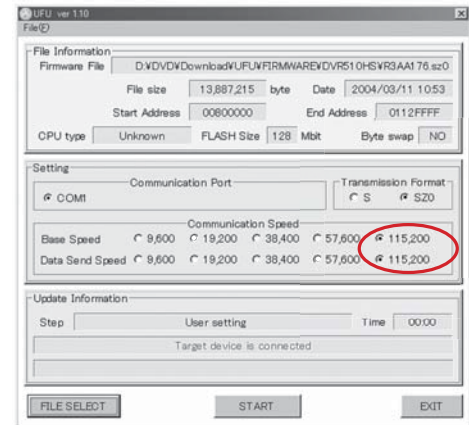 UFU ver 1.10
File(F)
File Information
Firmware File D:¥DVD¥Download¥UFU¥FIRMWARE¥DVR510HS¥R3AA176.sz0
File size 13,887,215 byte Date 2004/03/11 10:53
Start Address 00800000 End Address 0112FFFF
CPU type Unknown FLASH Size 128 Mbit Byte swap NO
Setting
Communication Port Transmission Format
COM1 S SZ0
Communication Speed
Base Speed 9,600 19,200 38,400 57,600 115,200
Data Send Speed 9,600 19,200 38,400 57,600 115,200
Update Information
Step User setting Time 00:00
Target device is connected
FILE SELECT START EXIT